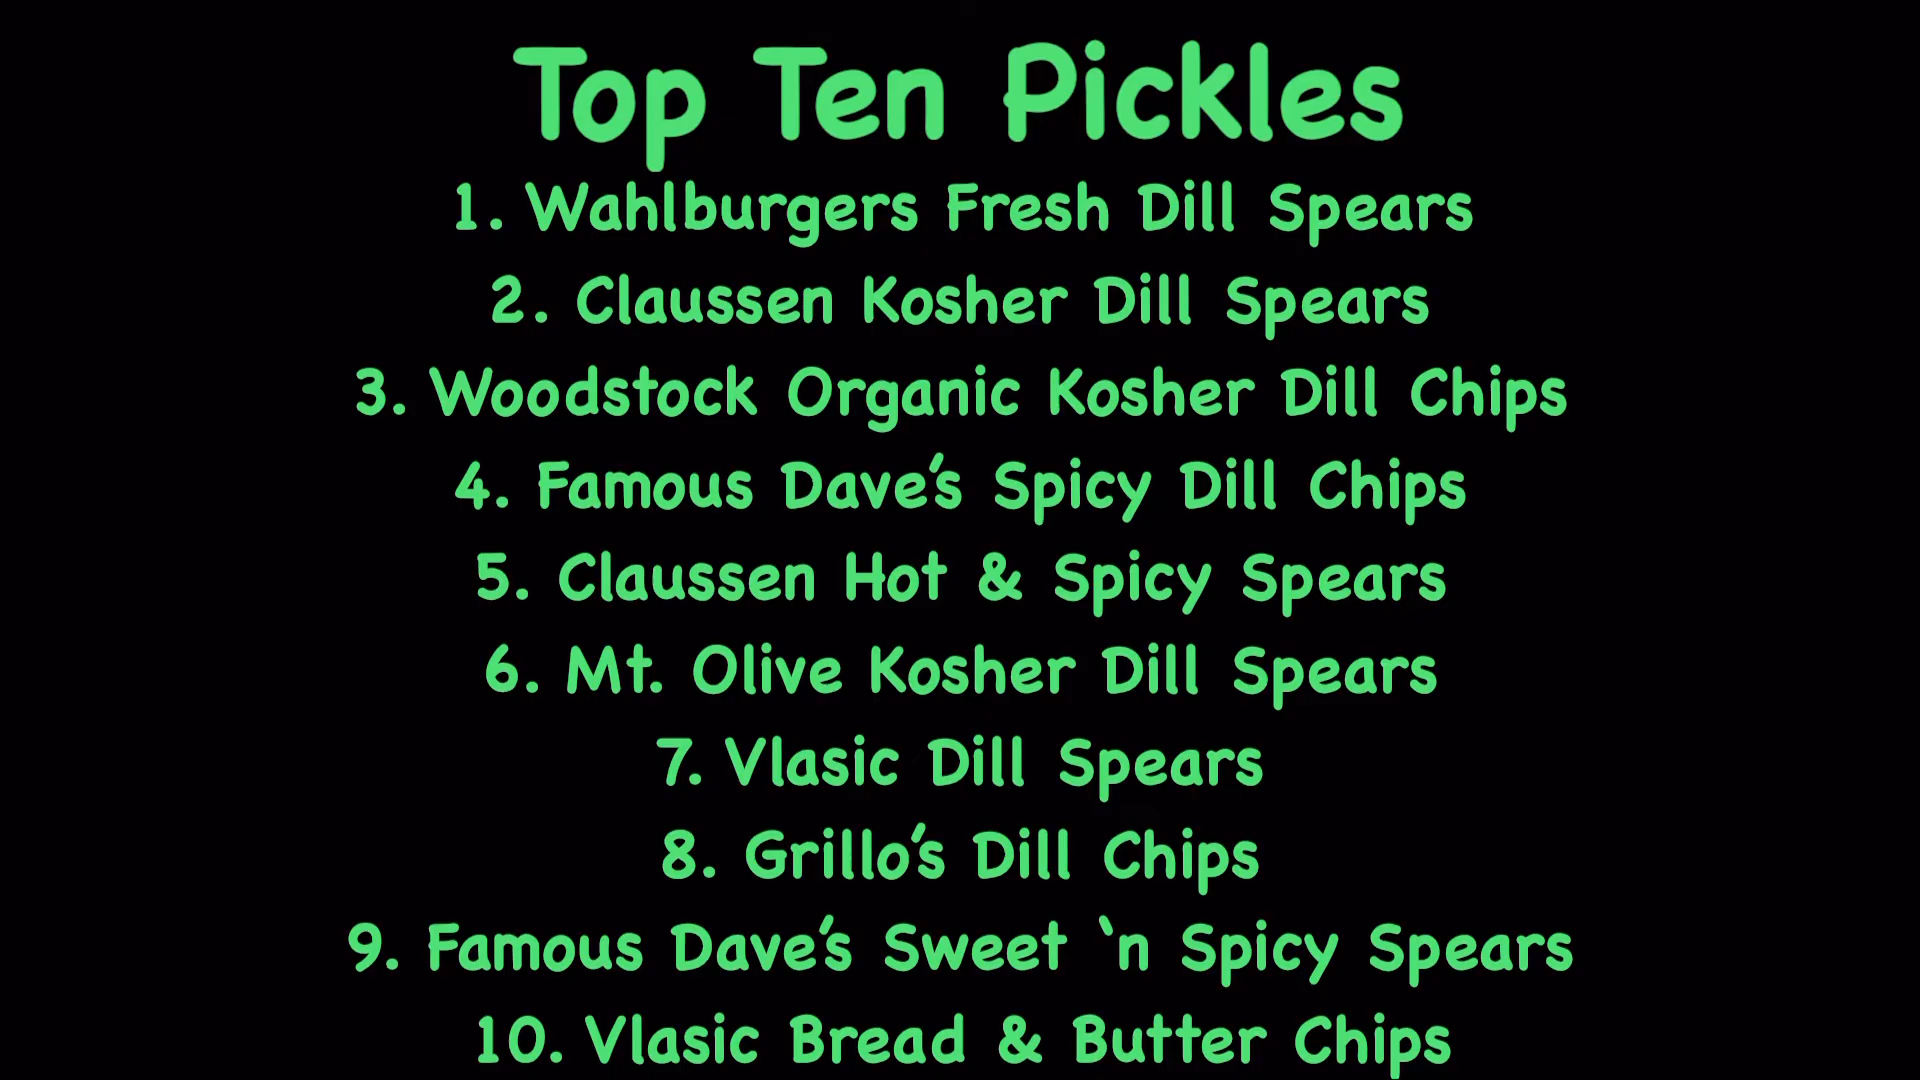 Top Ten Pickles
1. Wahlburgers Fresh Dill Spears
2. Claussen Kosher Dill Spears
3. Woodstock Organic Kosher Dill Chips
4. Famous Dave’s Spicy Dill Chips
5. Claussen Hot & Spicy Spears
6. Mt. Olive Kosher Dill Spears
7. Vlasic Dill Spears
8. Grillo’s Dill Chips
9. Famous Dave’s Sweet ‘n Spicy Spears
10. Vlasic Bread & Butter Chips